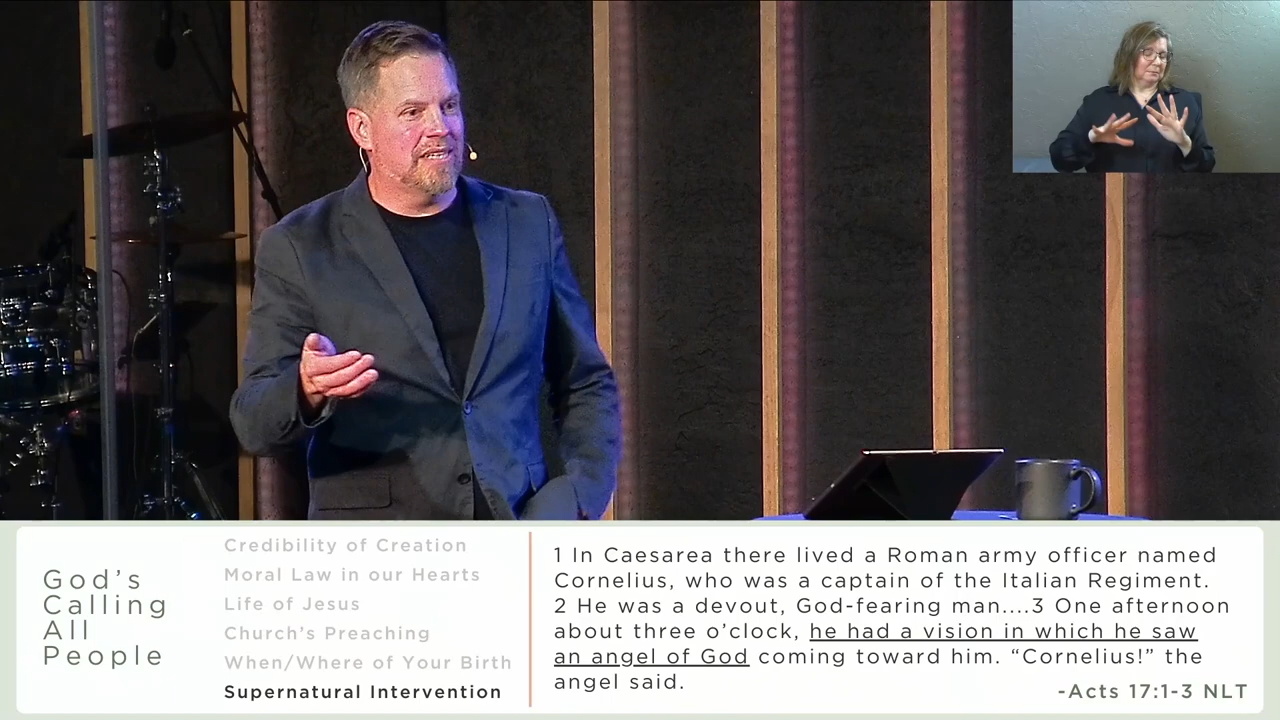 God's
Calling
All
People
Credibility of Creation
Moral Law in our Hearts
Life of Jesus
Church's Preaching
When/Where of Your Birth
Supernatural Intervention
1 In Caesarea there lived a Roman army officer named
Cornelius, who was a captain of the Italian Regiment.
2 He was a devout, God-fearing man....3 One afternoon
about three o'clock, he had a vision in which he saw
an angel of God coming toward him. “Cornelius!” the
angel said.
-Acts 17:1-3 NLT